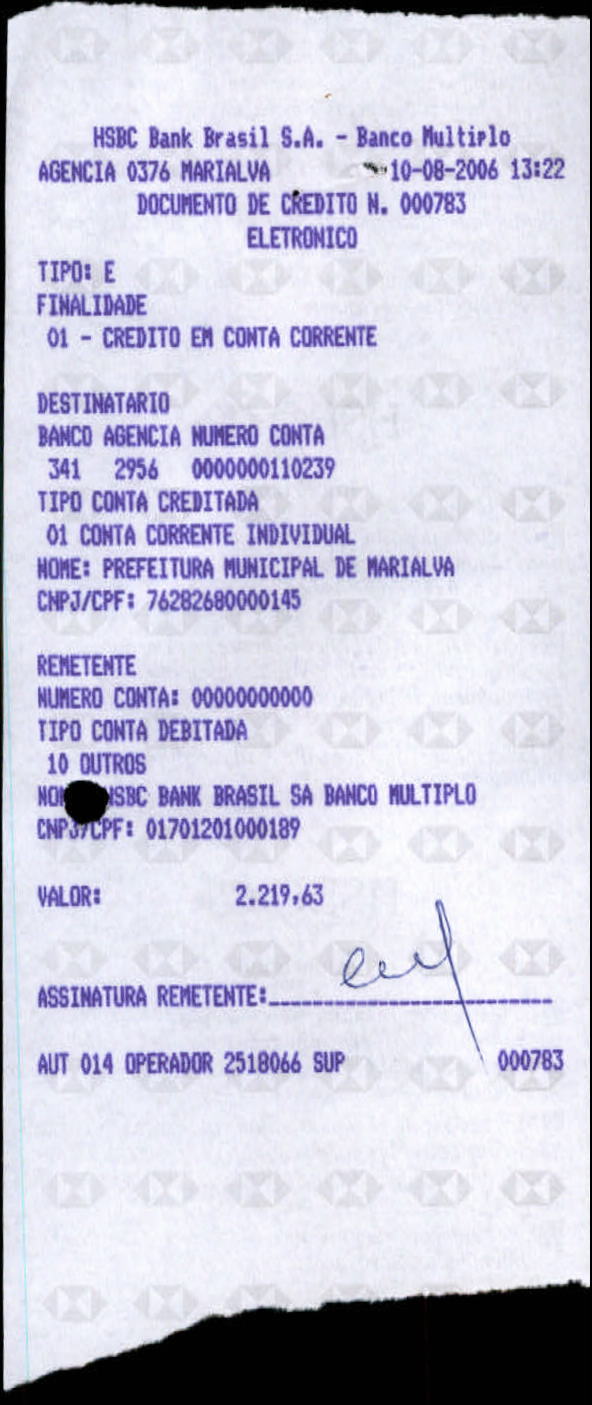 HSBC Bank Brasil S.A. - Banco Multiplo
AGENCIA 0376 MARIALVA 10-08-2006 13:22
DOCUMENTO DE CREDITO N. 000783
ELETRONICO
TIPO: E
FINALIDADE
01 - CREDITO EM CONTA CORRENTE
DESTINATARIO
BANCO AGENCIA NUMERO CONTA
341 2956 0000000110239
TIPO CONTA CREDITADA
01 CONTA CORRENTE INDIVIDUAL
NOME: PREFEITURA MUNICIPAL DE MARIALVA
CNPJ/CPF: 76282680000145
REMETENTE
NUMERO CONTA: 00000000000
TIPO CONTA DEBITADA
10 OUTROS
HSBC BANK BRASIL SA BANCO MULTIPLO
CNPJ/CPF: 01701201000189
VALOR: 2.219,63
ASSINATURA REMETENTE:
AUT 014 OPERADOR 2518066 SUP 000783